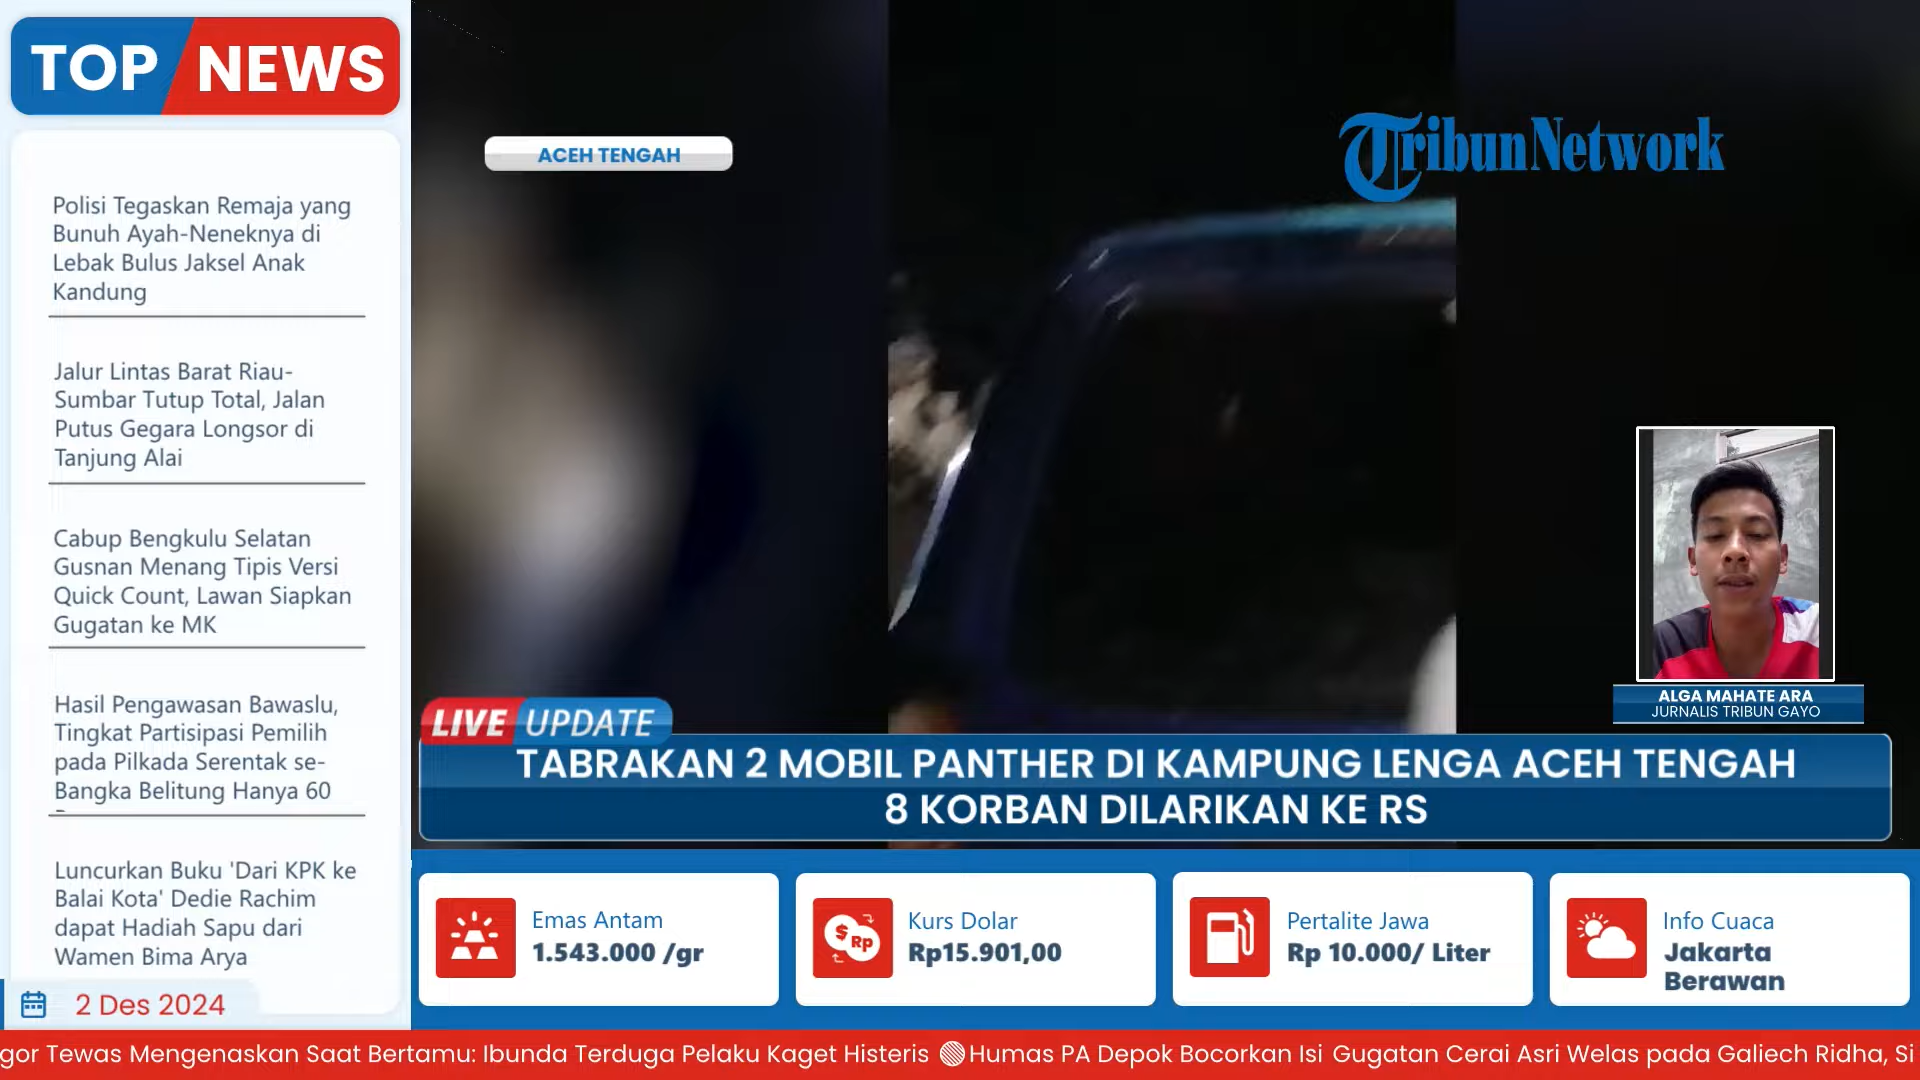 TOP NEWS
Polisi Tegaskan Remaja yang
Bunuh Ayah-Neneknya di
Lebak Bulus Jaksel Anak
Kandung
Jalur Lintas Barat Riau-
Sumbar Tutup Total, Jalan
Putus Gegara Longsor di
Tanjung Alai
Cabup Bengkulu Selatan
Gusnan Menang Tipis Versi
Quick Count, Lawan Siapkan
Gugatan ke MK
Hasil Pengawasan Bawaslu,
Tingkat Partisipasi Pemilih
pada Pilkada Serentak se-
Bangka Belitung Hanya 60
Luncurkan Buku 'Dari KPK ke
Balai Kota' Dedie Rachim
dapat Hadiah Sapu dari
Wamen Bima Arya
2 Des 2024
ACEH TENGAH
TribunNetwork
ALGA MAHATE ARA
JURNALIS TRIBUN GAYO
LIVE UPDATE
TABRAKAN 2 MOBIL PANTHER DI KAMPUNG LENGA ACEH TENGAH
8 KORBAN DILARIKAN KE RS
Emas Antam
1.543.000 /gr
$ Rp
Kurs Dolar
Rp15.901,00
Pertalite Jawa
Rp 10.000/ Liter
Info Cuaca
Jakarta
Berawan
gor Tewas Mengenaskan Saat Bertamu: Ibunda Terduga Pelaku Kaget Histeris Humas PA Depok Bocorkan Isi Gugatan Cerai Asri Welas pada Galiech Ridha, Si